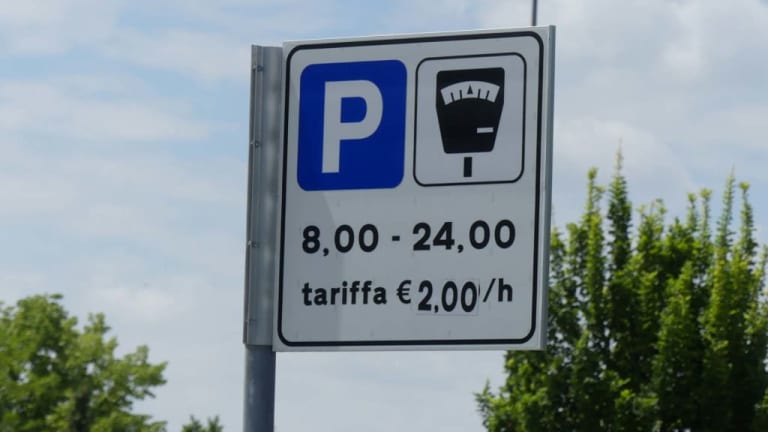 P
8,00 - 24,00
tariffa € 2,00/h